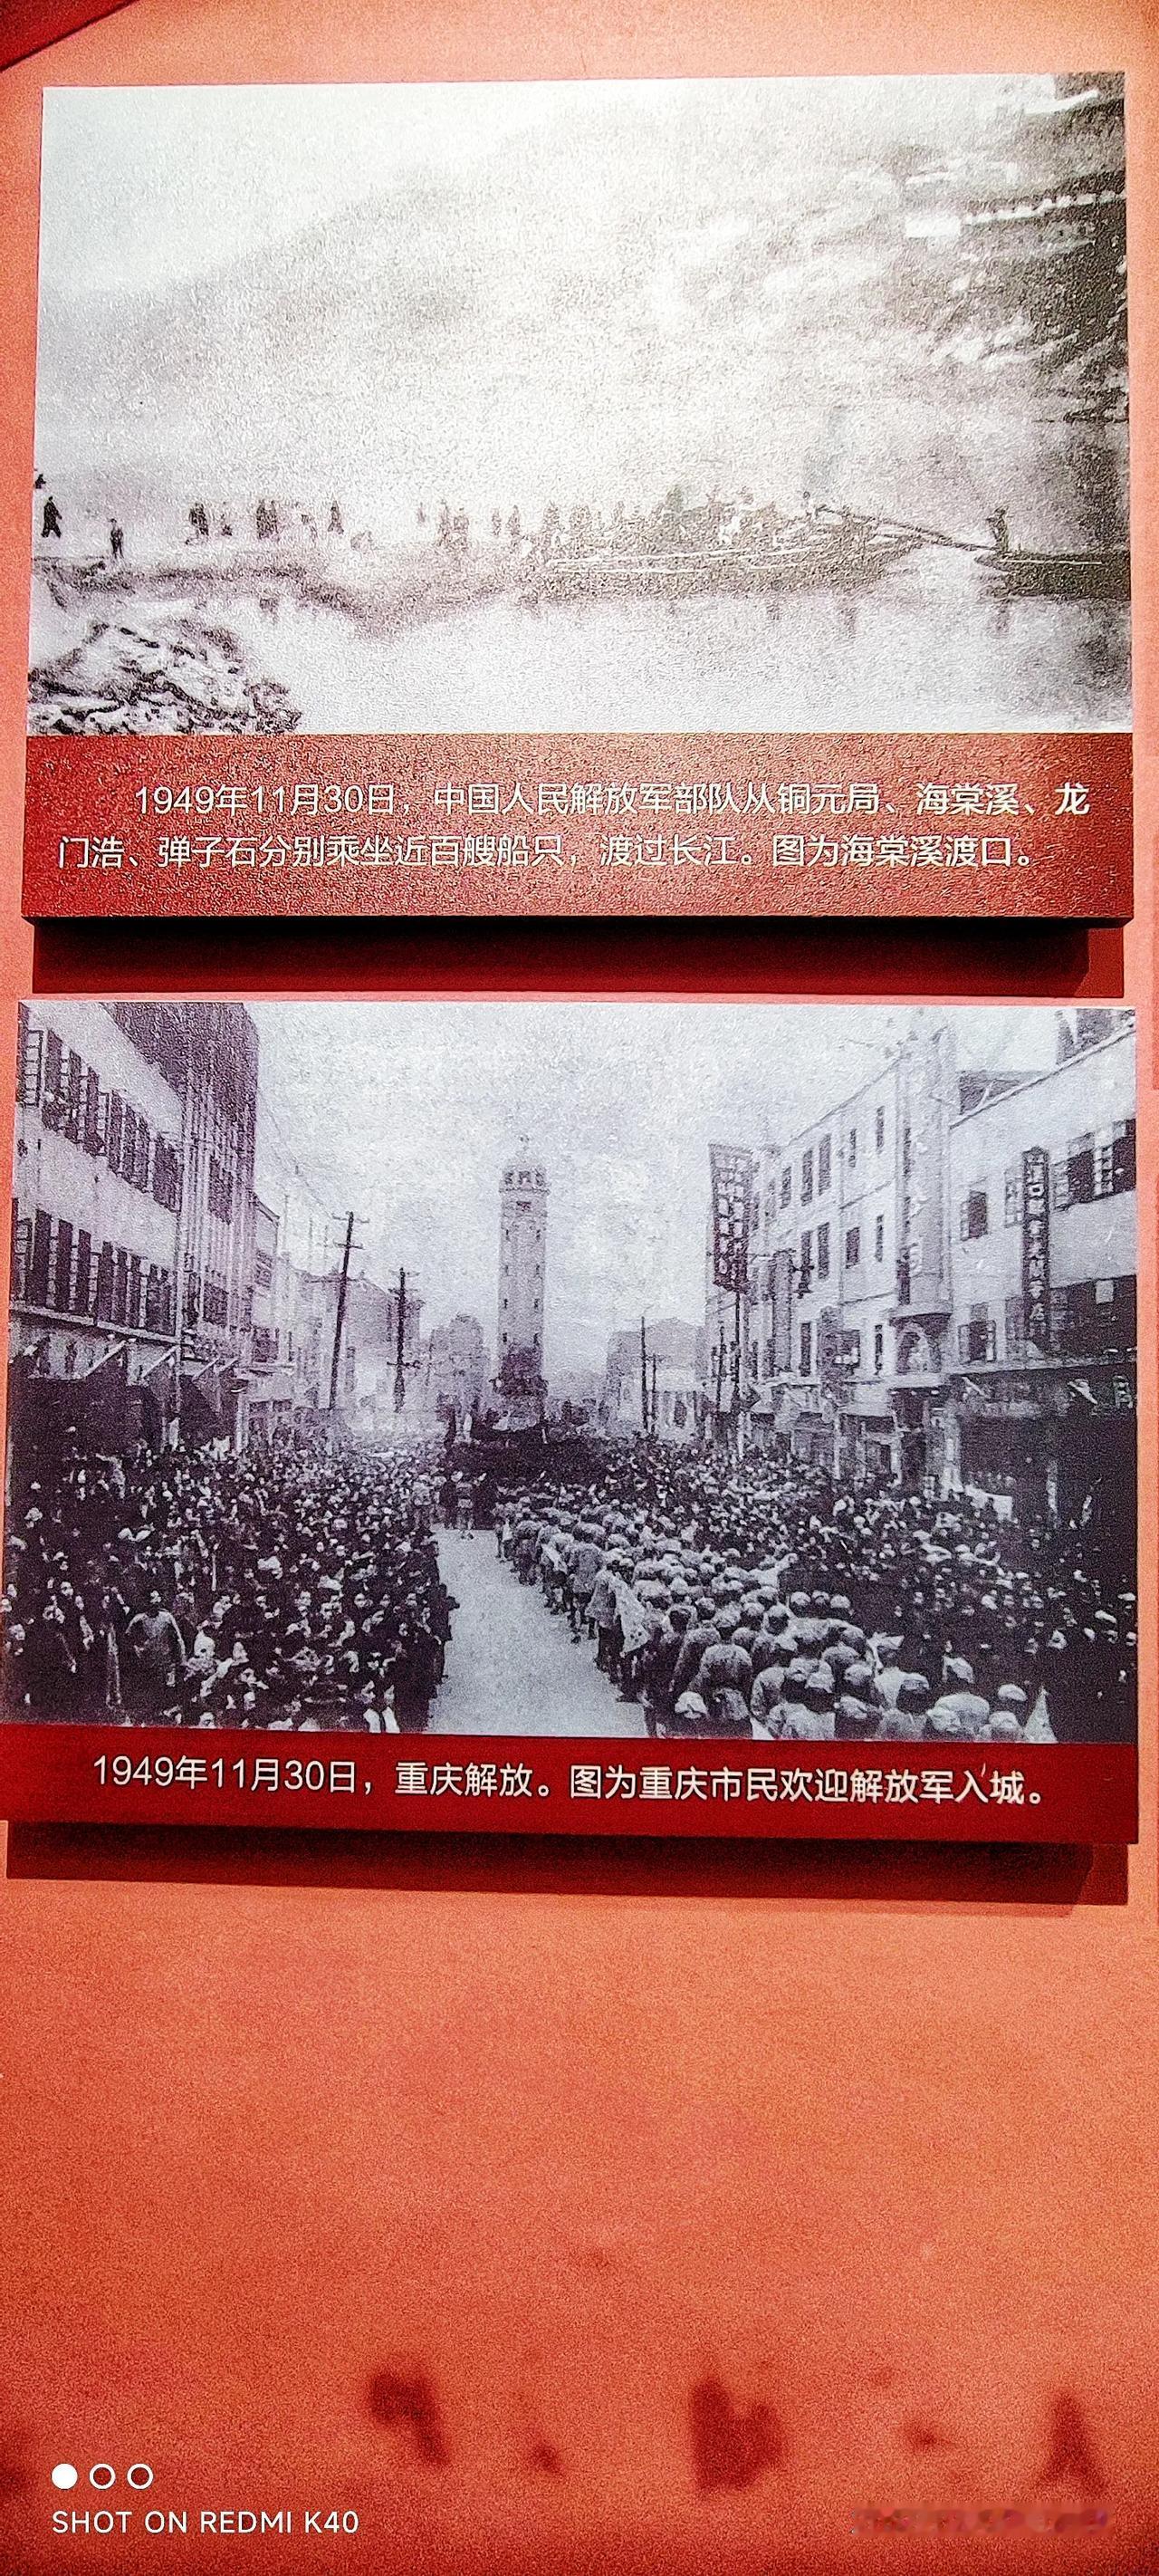 1949年11月30日，中国人民解放军部队从铜元局、海棠溪、龙
门浩、弹子石分别乘坐近百艘船只，渡过长江。图为海棠溪渡口。
1949年11月30日，重庆解放。图为重庆市民欢迎解放军入城。
SHOT ON REDMI K40